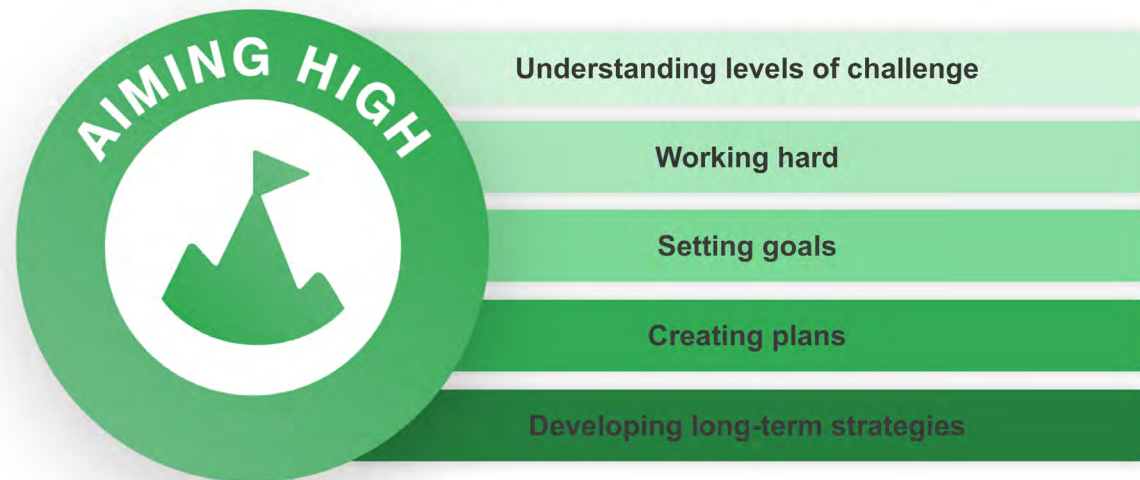 AIMING HIGH
Understanding levels of challenge
Working hard
Setting goals
Creating plans
Developing long-term strategies